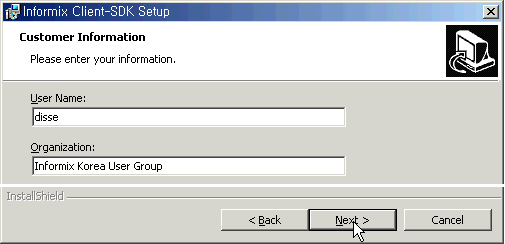 Informix Client-SDK Setup
Customer Information
Please enter your information.
User Name:
disse
Organization:
Informix Korea User Group
InstallShield
< Back
Next >
Cancel